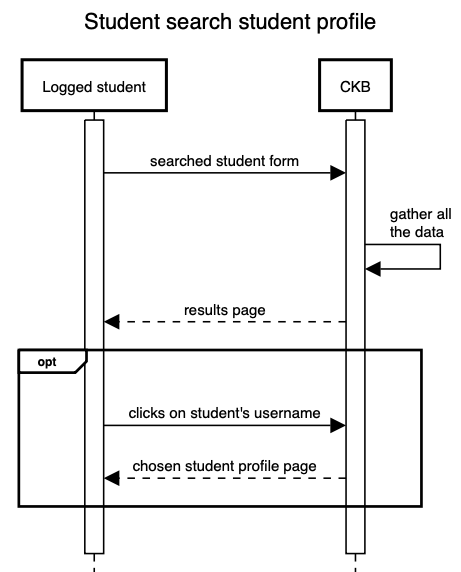 Student search student profile
Logged student
CKB
searched student form
gather all
the data
results page
opt
clicks on student's username
chosen student profile page